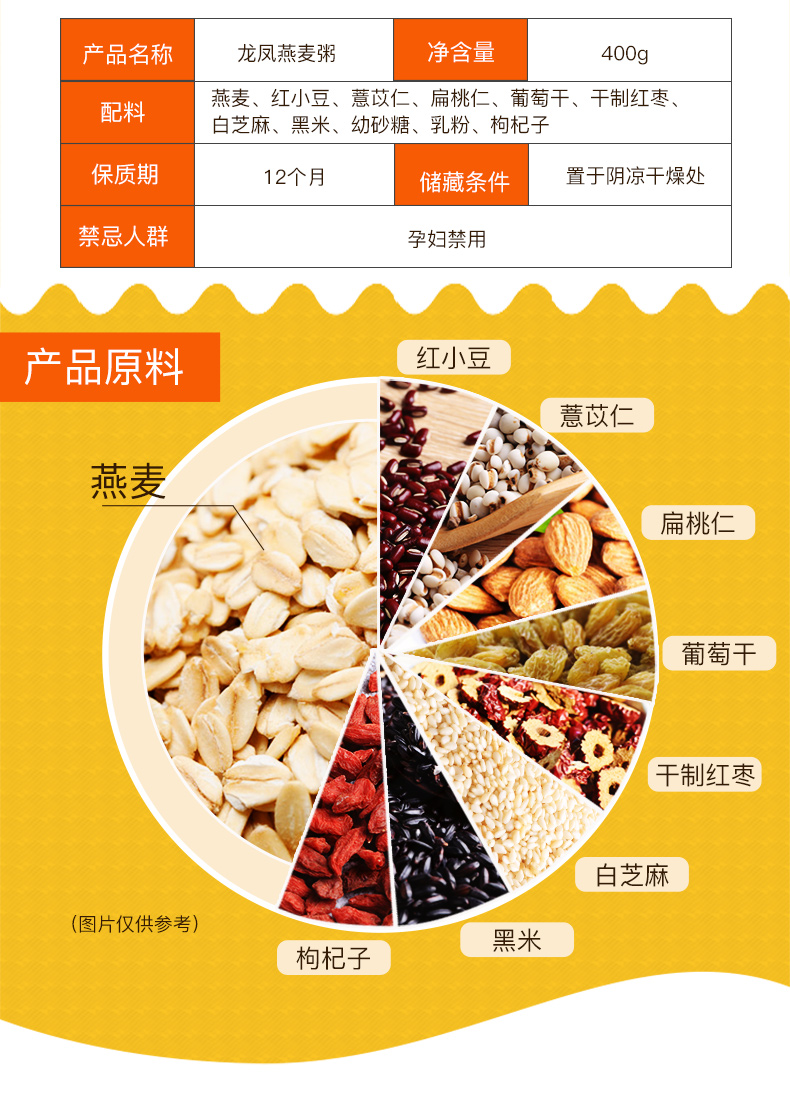 产品名称 龙凤燕麦粥 净含量 400g
配料 燕麦、红小豆、薏苡仁、扁桃仁、葡萄干、干制红枣、
白芝麻、黑米、幼砂糖、乳粉、枸杞子
保质期 12个月 储藏条件 置于阴凉干燥处
禁忌人群 孕妇禁用
产品原料
红小豆
薏苡仁
燕麦
扁桃仁
葡萄干
干制红枣
白芝麻
(图片仅供参考)
黑米
枸杞子